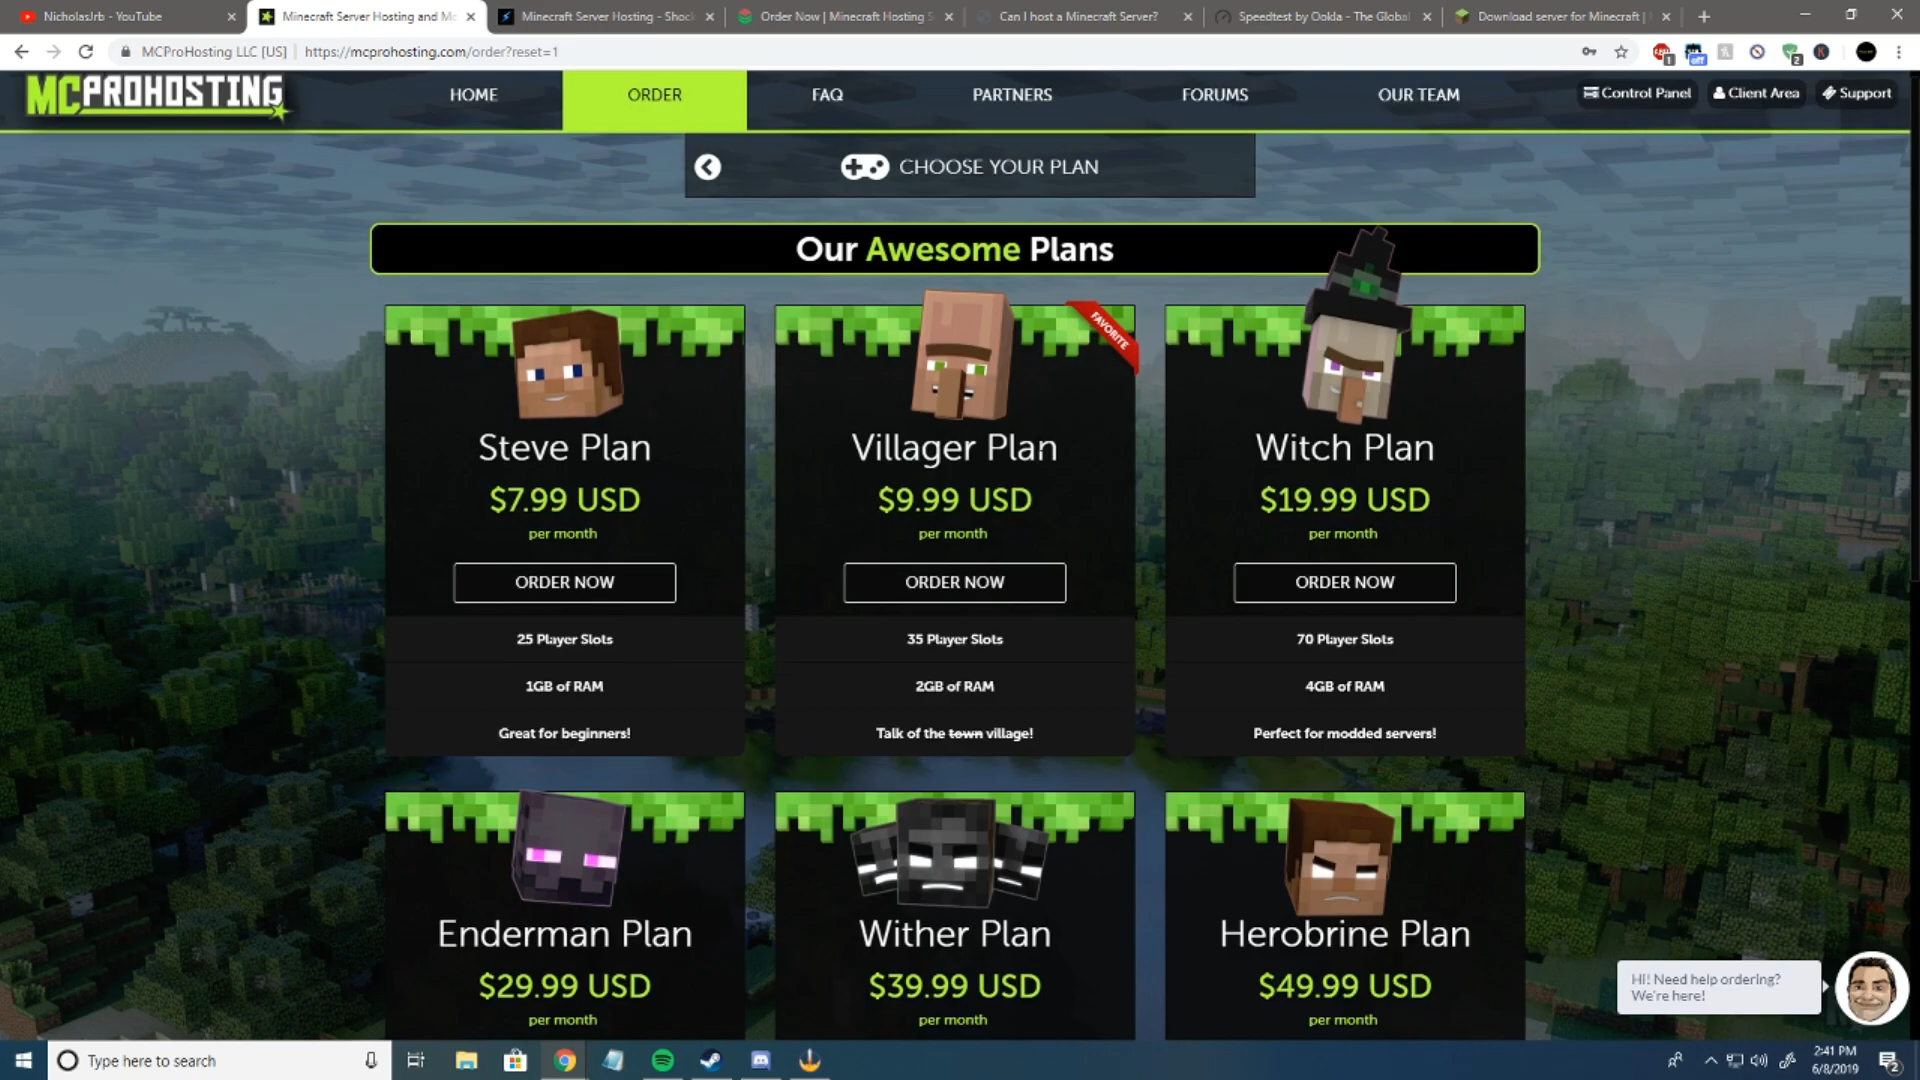 NicholasJrb - YouTube
Minecraft Server Hosting and Mc
Minecraft Server Hosting - Shock
Order Now | Minecraft Hosting S
Can I host a Minecraft Server?
Speedtest by Ookla - The Global
Download server for Minecraft |
MCProHosting LLC [US]
https://mcprohosting.com/order?reset=1
1
off
2
MCPROHOSTING
HOME
ORDER
FAQ
PARTNERS
FORUMS
OUR TEAM
Control Panel
Client Area
Support
CHOOSE YOUR PLAN
Our Awesome Plans
FAVORITE
Steve Plan
$7.99 USD
per month
ORDER NOW
25 Player Slots
1GB of RAM
Great for beginners!
Villager Plan
$9.99 USD
per month
ORDER NOW
35 Player Slots
2GB of RAM
Talk of the town village!
Witch Plan
$19.99 USD
per month
ORDER NOW
70 Player Slots
4GB of RAM
Perfect for modded servers!
Enderman Plan
$29.99 USD
per month
Wither Plan
$39.99 USD
per month
Herobrine Plan
$49.99 USD
per month
Hi! Need help ordering?
We're here!
Type here to search
2:41 PM
6/8/2019
2